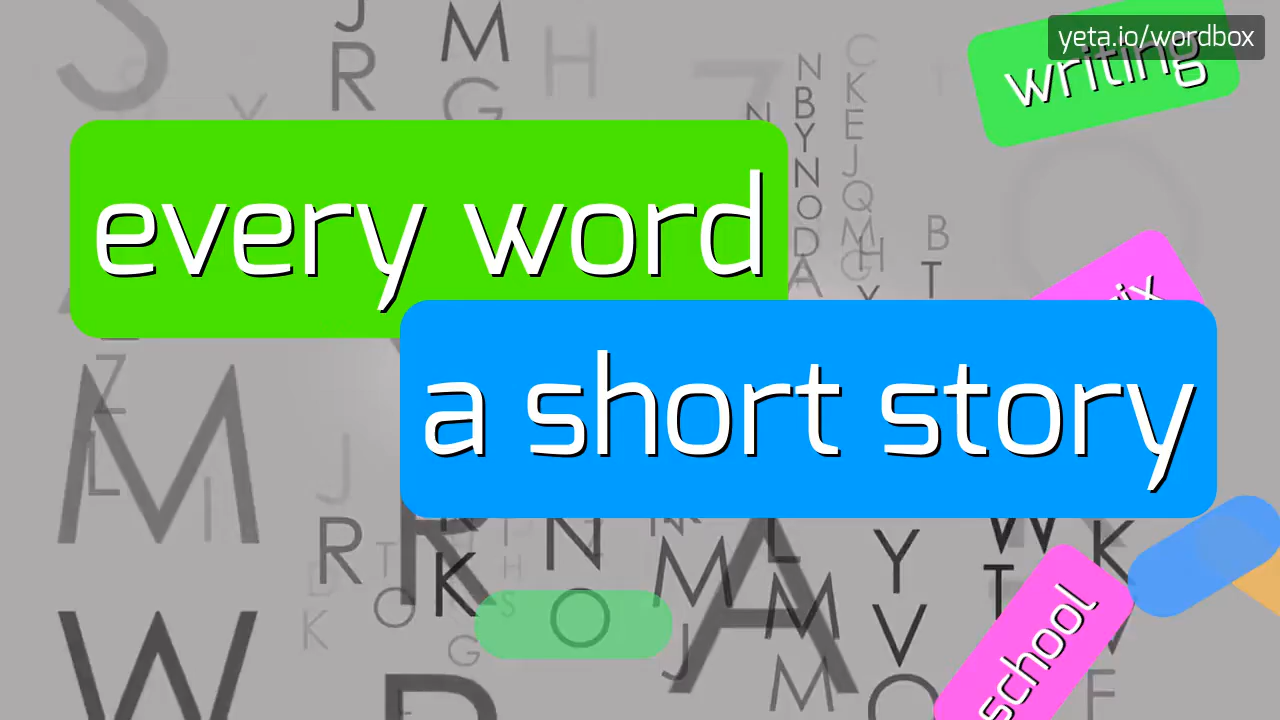 yeta.io/wordbox
writing
every word
a short story
school